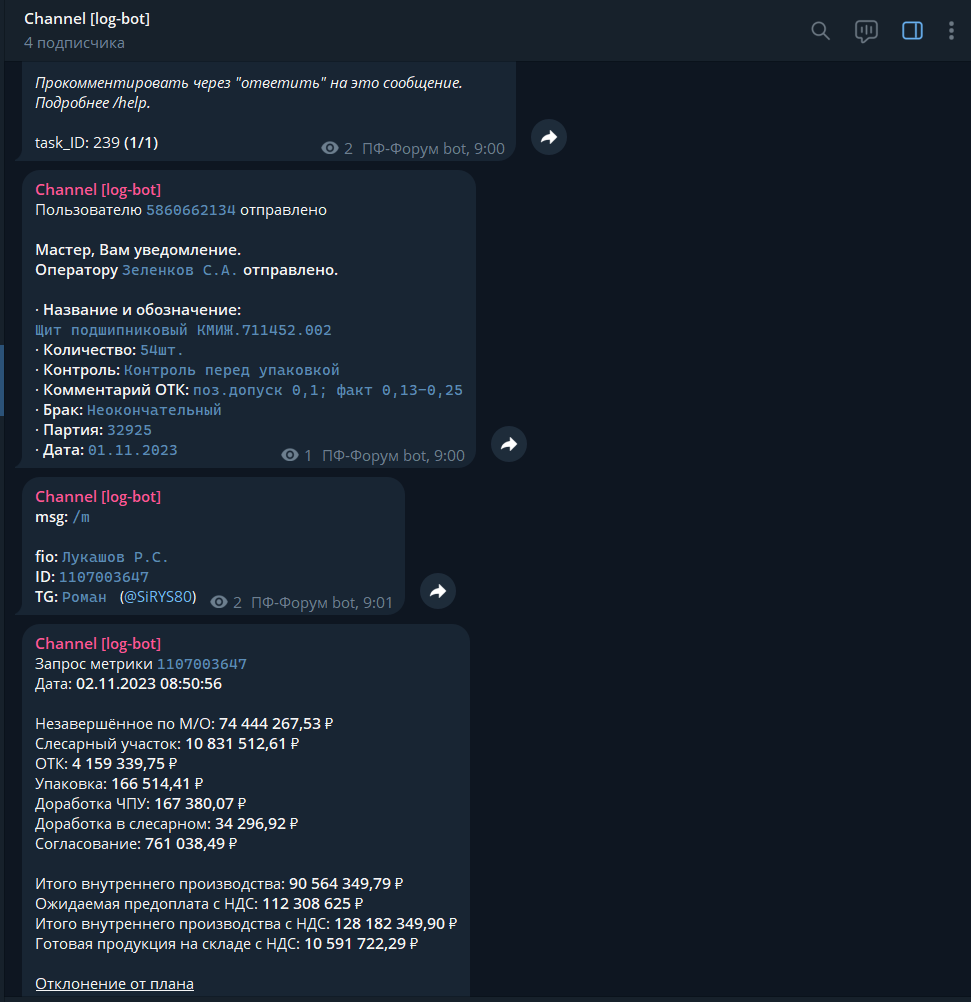 Channel [log-bot]
4 подписчика
Прокомментировать через "ответить" на это сообщение.
Подробнее /help.
task_ID: 239 (1/1)
2 ПФ-Форум bot, 9:00
Channel [log-bot]
Пользователю 5860662134 отправлено
Мастер, Вам уведомление.
Оператору Зеленков С.А. отправлено.
· Название и обозначение:
Щит подшипниковый КМИЖ.711452.002
· Количество: 54шт.
· Контроль: Контроль перед упаковкой
· Комментарий ОТК: поз.допуск 0,1; факт 0,13-0,25
· Брак: Неокончательный
· Партия: 32925
· Дата: 01.11.2023
1 ПФ-Форум bot, 9:00
Channel [log-bot]
msg: /m
fio: Лукашов Р.С.
ID: 1107003647
TG: Роман (@SiRYS80)
2 ПФ-Форум bot, 9:01
Channel [log-bot]
Запрос метрики 1107003647
Дата: 02.11.2023 08:50:56
Незавершённое по М/О: 74 444 267,53 ₽
Слесарный участок: 10 831 512,61 ₽
ОТК: 4 159 339,75 ₽
Упаковка: 166 514,41 ₽
Доработка ЧПУ: 167 380,07 ₽
Доработка в слесарном: 34 296,92 ₽
Согласование: 761 038,49 ₽
Итого внутреннего производства: 90 564 349,79 ₽
Ожидаемая предоплата с НДС: 112 308 625 ₽
Итого внутреннего производства с НДС: 128 182 349,90 ₽
Готовая продукция на складе с НДС: 10 591 722,29 ₽
Отклонение от плана